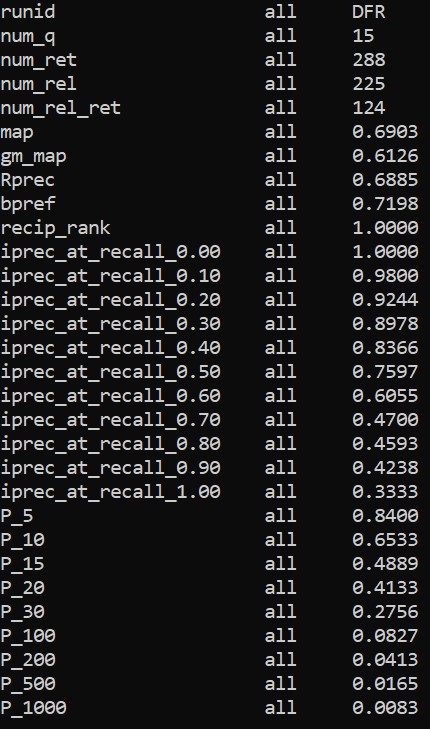 runid all DFR
num_q all 15
num_ret all 288
num_rel all 225
num_rel_ret all 124
map all 0.6903
gm_map all 0.6126
Rprec all 0.6885
bpref all 0.7198
recip_rank all 1.0000
iprec_at_recall_0.00 all 1.0000
iprec_at_recall_0.10 all 0.9800
iprec_at_recall_0.20 all 0.9244
iprec_at_recall_0.30 all 0.8978
iprec_at_recall_0.40 all 0.8366
iprec_at_recall_0.50 all 0.7597
iprec_at_recall_0.60 all 0.6055
iprec_at_recall_0.70 all 0.4700
iprec_at_recall_0.80 all 0.4593
iprec_at_recall_0.90 all 0.4238
iprec_at_recall_1.00 all 0.3333
P_5 all 0.8400
P_10 all 0.6533
P_15 all 0.4889
P_20 all 0.4133
P_30 all 0.2756
P_100 all 0.0827
P_200 all 0.0413
P_500 all 0.0165
P_1000 all 0.0083